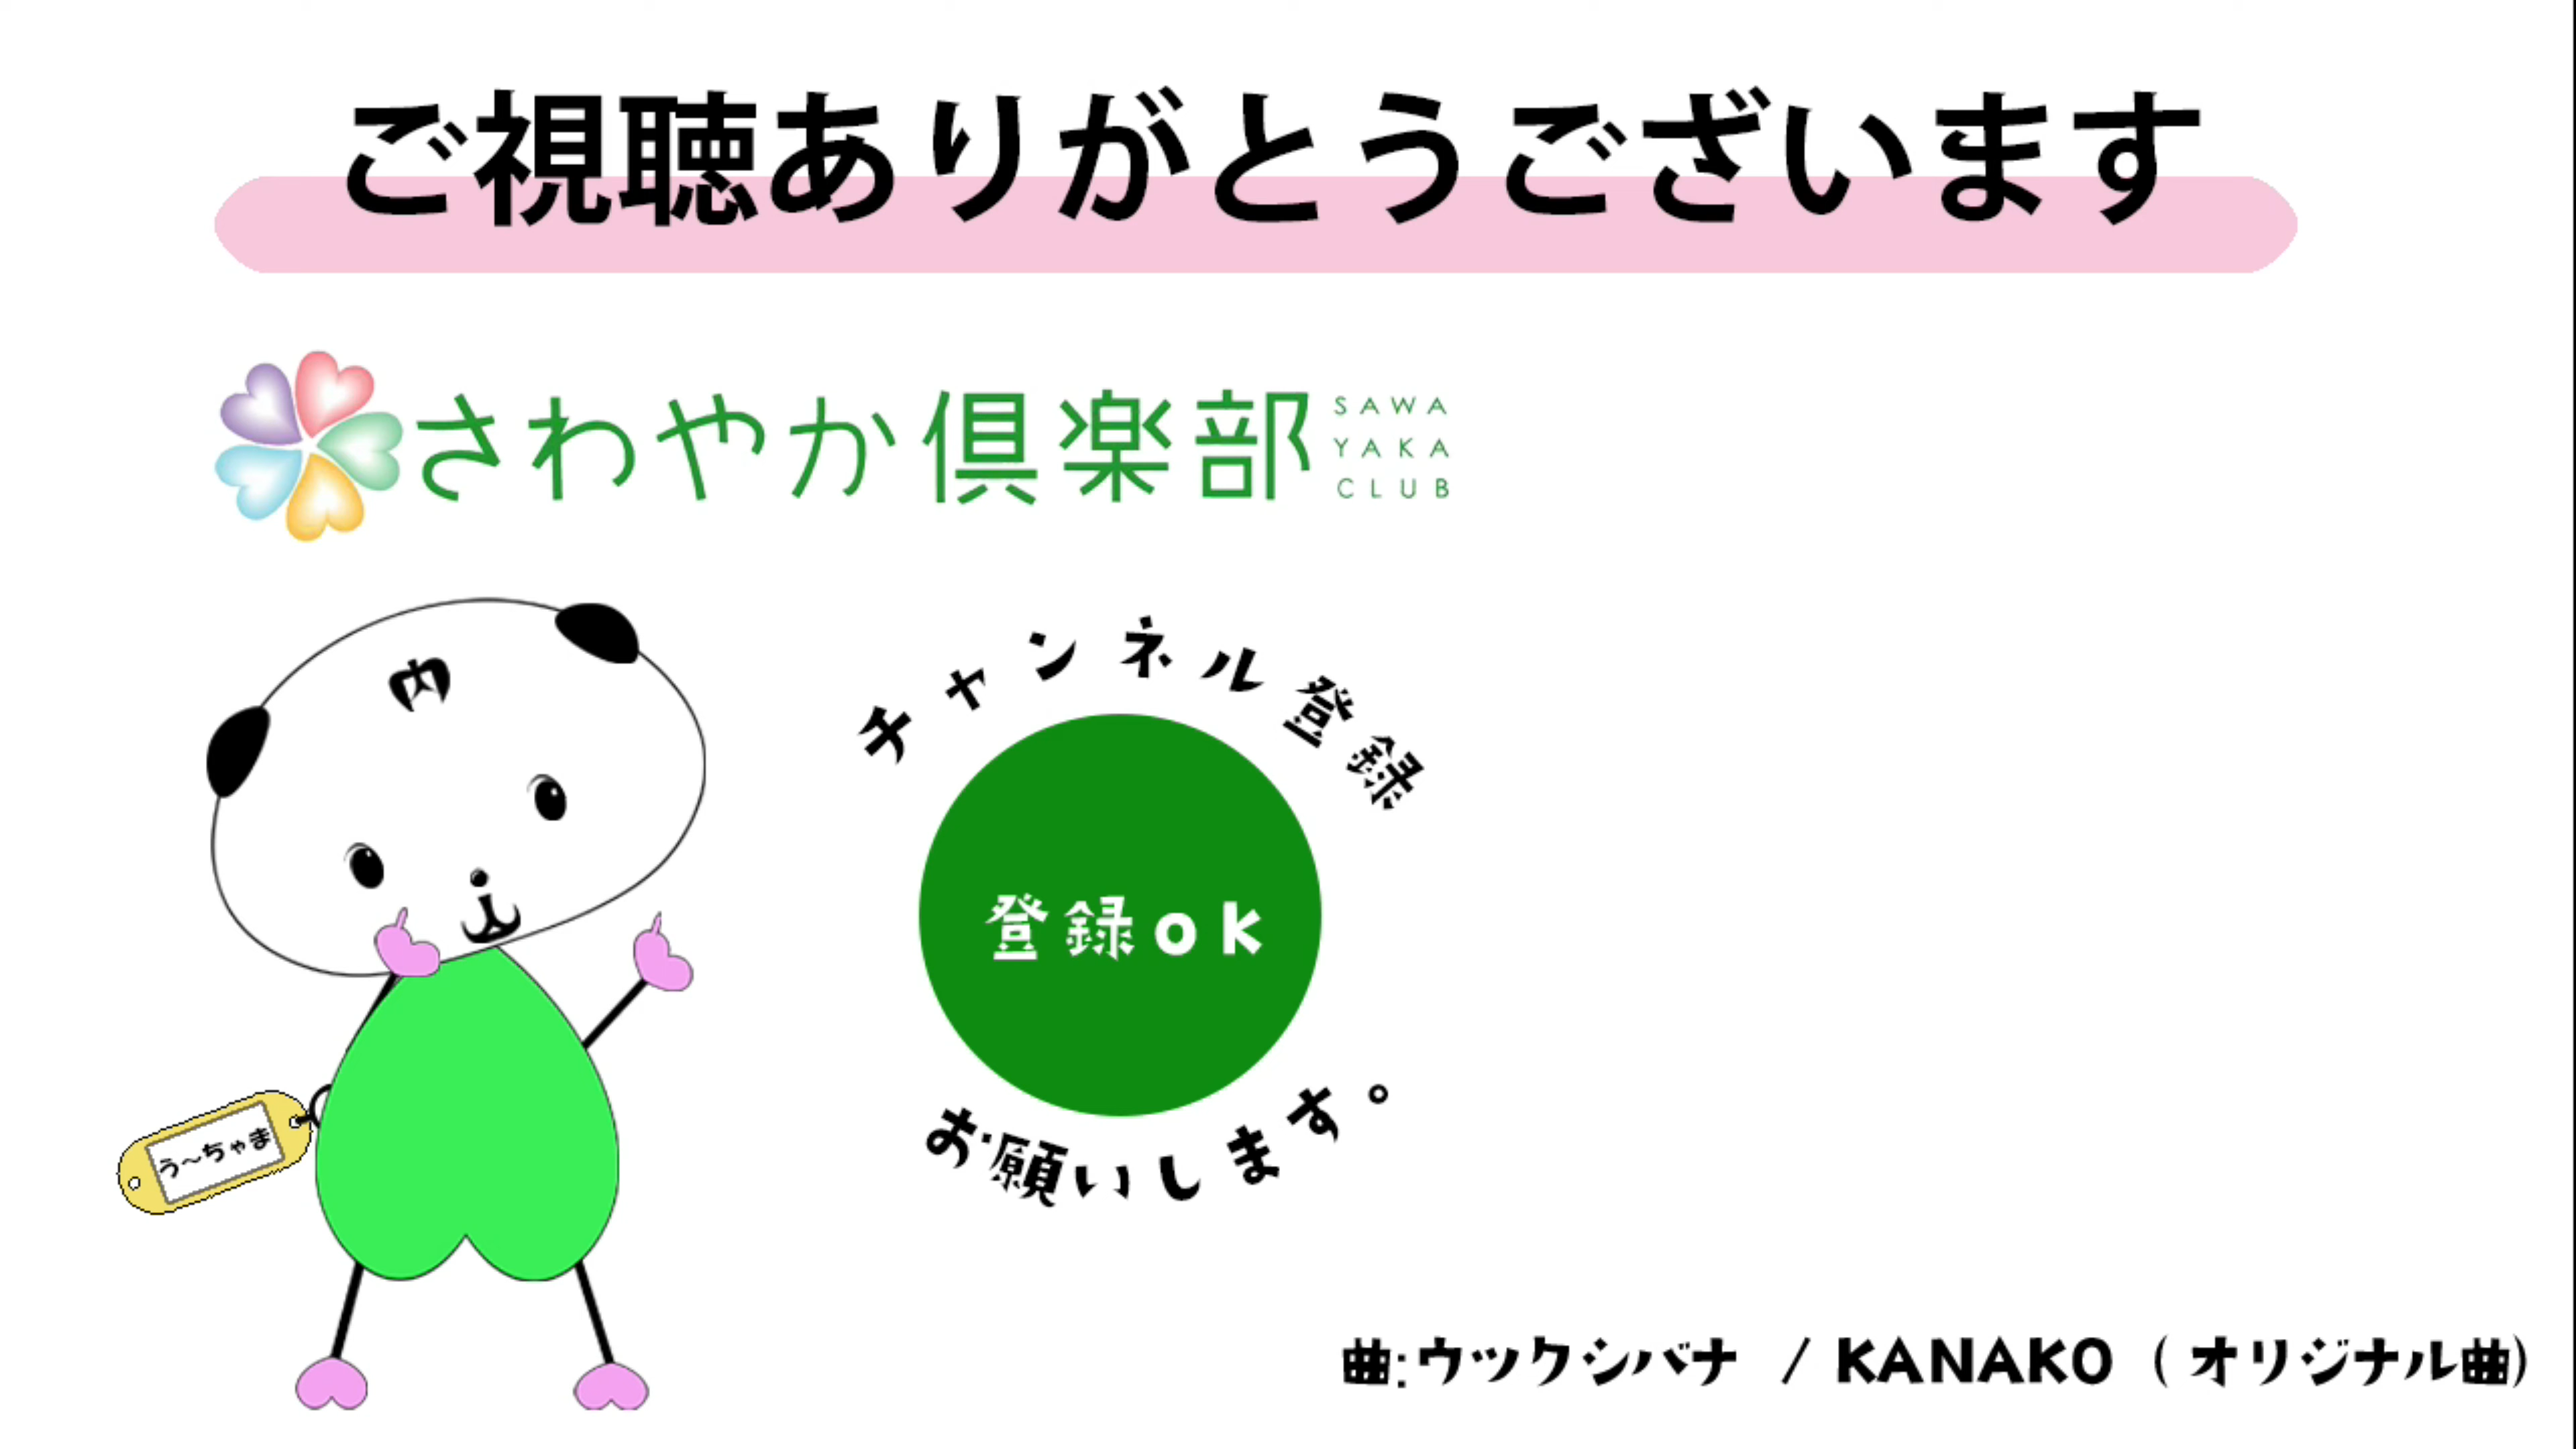 ご視聴ありがとうございます
さわやか倶楽部
SAWA
YAKA
CLUB
内
チャンネル登録
登録ok
お願いします。
う〜ちゃま
曲:ウックシバナ / KANAKO ( オリジナル曲)